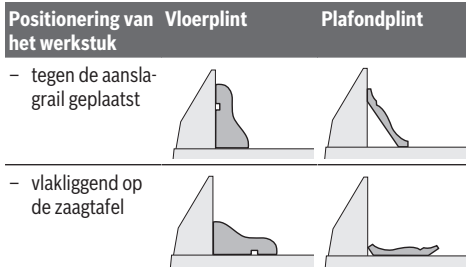 Positionering van het werkstuk
Vloerplint
Plafondplint
– tegen de aansla-
grail geplaatst
– vlakliggend op
de zaagtafel